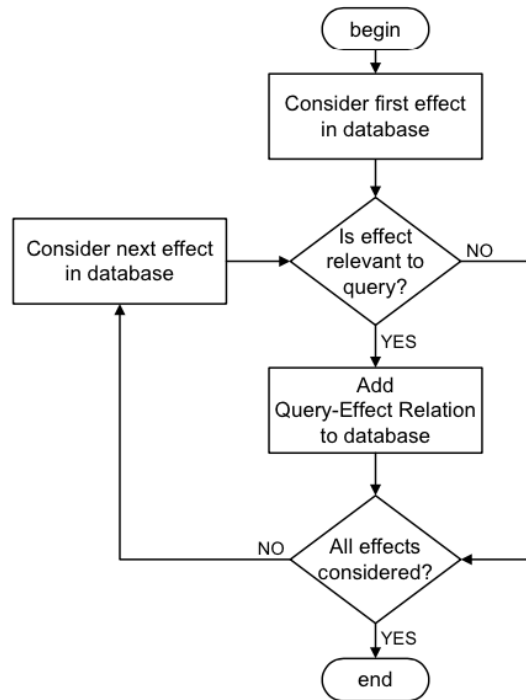 begin
Consider first effect
in database
Consider next effect
in database
Is effect
relevant to
query?
NO
YES
Add
Query-Effect Relation
to database
NO
All effects
considered?
YES
end